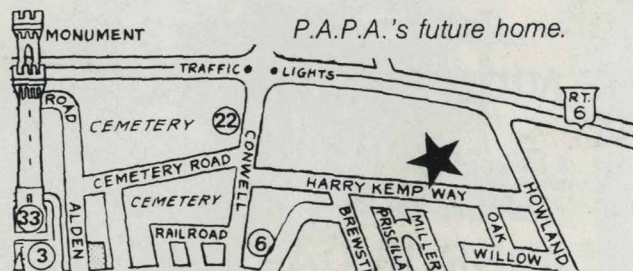 P.A.P.A.'s future home.
MONUMENT
TRAFFIC • • LIGHTS
RT.
6
ROAD
CEMETERY
22
CONWELL
CEMETERY ROAD
HARRY KEMP WAY
HOWLAND
CEMETERY
33
ALDEN
RAILROAD
6
BREWST
PRISCILLA
MILLER
OAK
WILLOW
3